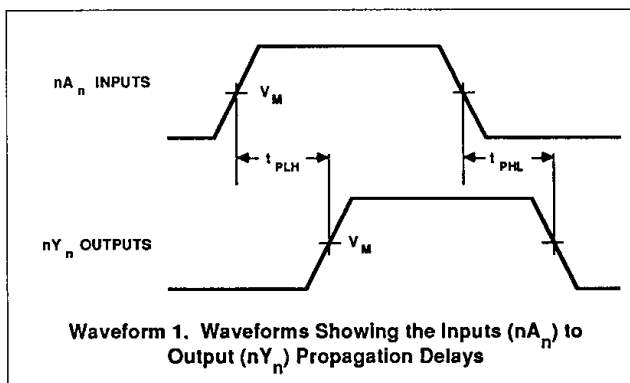 nAn INPUTS
VM
tPLH
tPHL
nYn OUTPUTS
VM
Waveform 1. Waveforms Showing the Inputs (nAn) to
Output (nYn) Propagation Delays